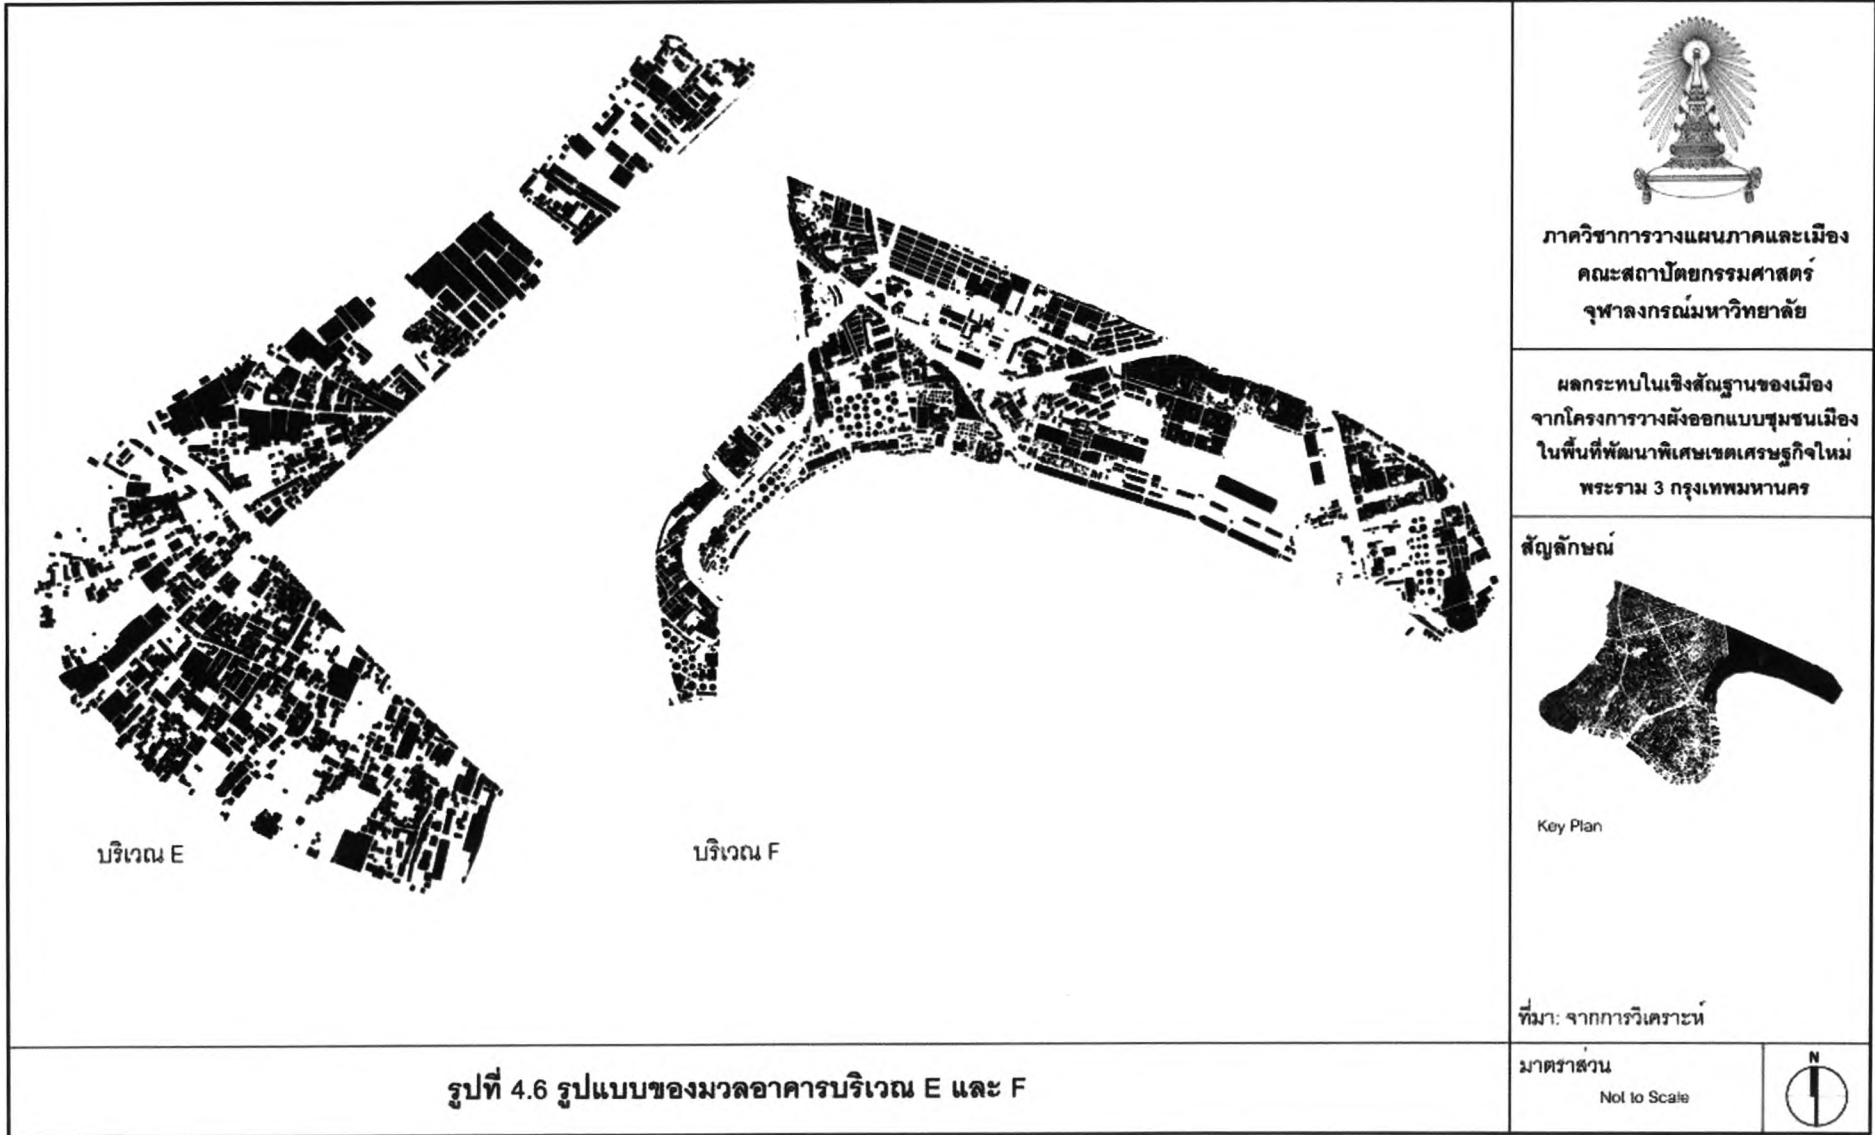 ภาควิชาการวางแผนภาคและเมือง
คณะสถาปัตยกรรมศาสตร์
จุฬาลงกรณ์มหาวิทยาลัย
ผลกระทบในเชิงสัณฐานของเมือง
จากโครงการวางผังออกแบบชุมชนเมือง
ในพื้นที่พัฒนาพิเศษเขตเศรษฐกิจใหม่
พระราม 3 กรุงเทพมหานคร
สัญลักษณ์
Key Plan
บริเวณ E
บริเวณ F
ที่มา: จากการวิเคราะห์
รูปที่ 4.6 รูปแบบของมวลอาคารบริเวณ E และ F
มาตราส่วน
Not to Scale
N